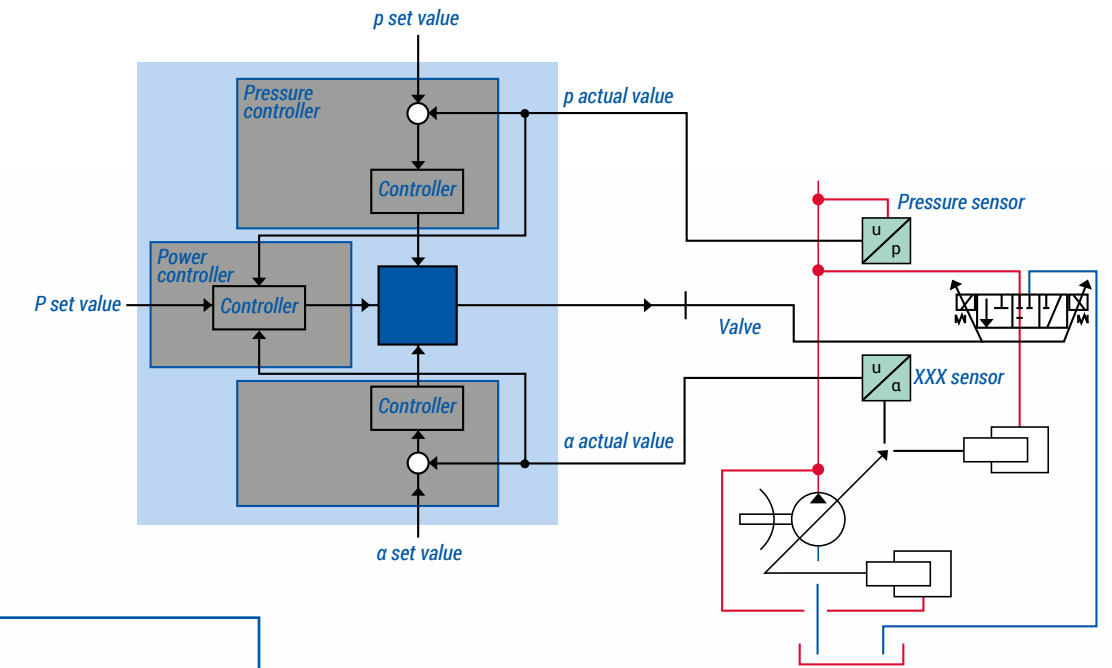 p set value
Pressure
controller
p actual value
Controller
Pressure sensor
u
p
Power
controller
P set value
Controller
Valve
u
α
XXX sensor
Controller
α actual value
α set value